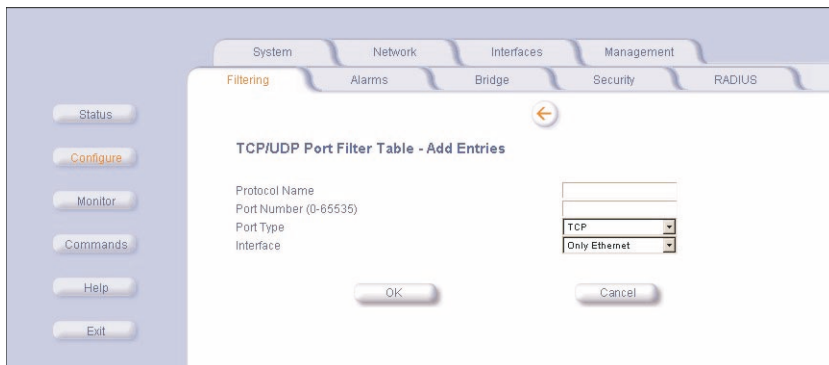 System Network Interfaces Management
Filtering Alarms Bridge Security RADIUS
Status
Configure
Monitor
Commands
Help
Exit
TCP/UDP Port Filter Table - Add Entries
Protocol Name
Port Number (0-65535)
Port Type TCP
Interface Only Ethernet
OK Cancel